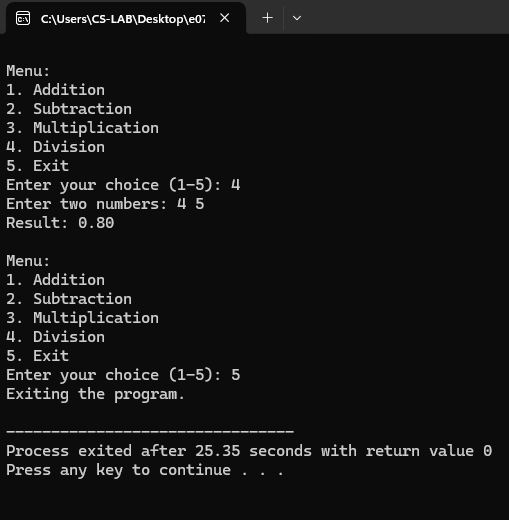 C:\Users\CS-LAB\Desktop\e07
Menu:
1. Addition
2. Subtraction
3. Multiplication
4. Division
5. Exit
Enter your choice (1-5): 4
Enter two numbers: 4 5
Result: 0.80
Menu:
1. Addition
2. Subtraction
3. Multiplication
4. Division
5. Exit
Enter your choice (1-5): 5
Exiting the program.
--------------------------------
Process exited after 25.35 seconds with return value 0
Press any key to continue . . .